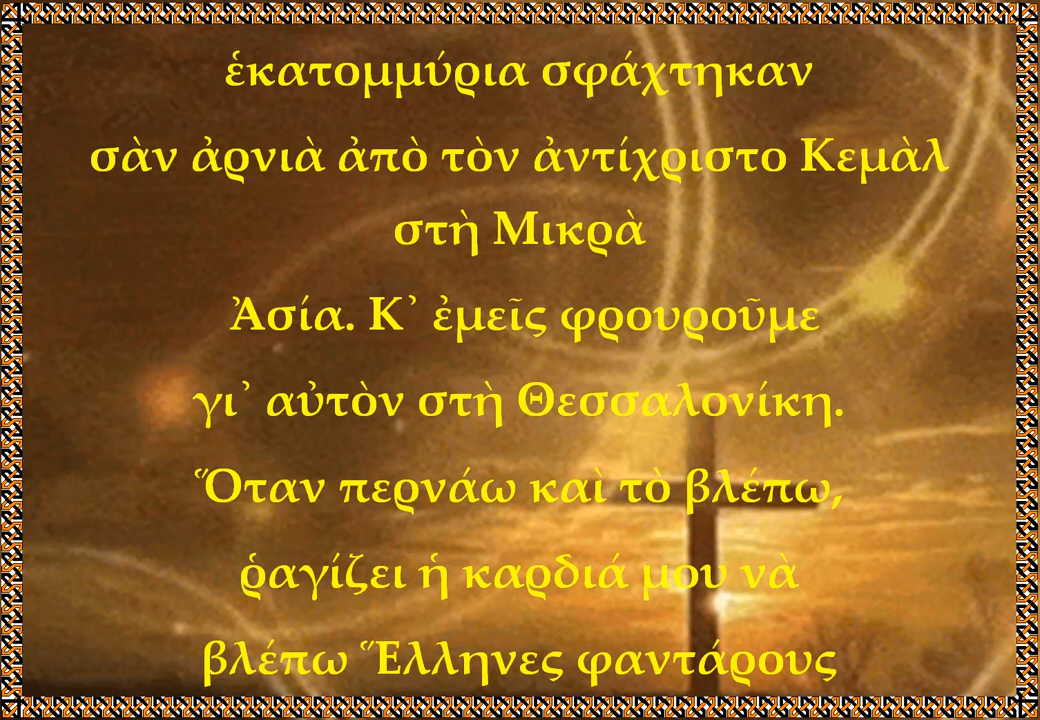 ἑκατομμύρια σφάχτηκαν
σὰν ἀρνιὰ ἀπὸ τὸν ἀντίχριστο Κεμὰλ
στὴ Μικρὰ
Ἀσία. Κ᾿ ἐμεῖς φρουροῦμε
γι᾿ αὐτὸν στὴ Θεσσαλονίκη.
Ὅταν περνάω καὶ τὸ βλέπω,
ῥαγίζει ἡ καρδιά μου νὰ
βλέπω Ἕλληνες φαντάρους